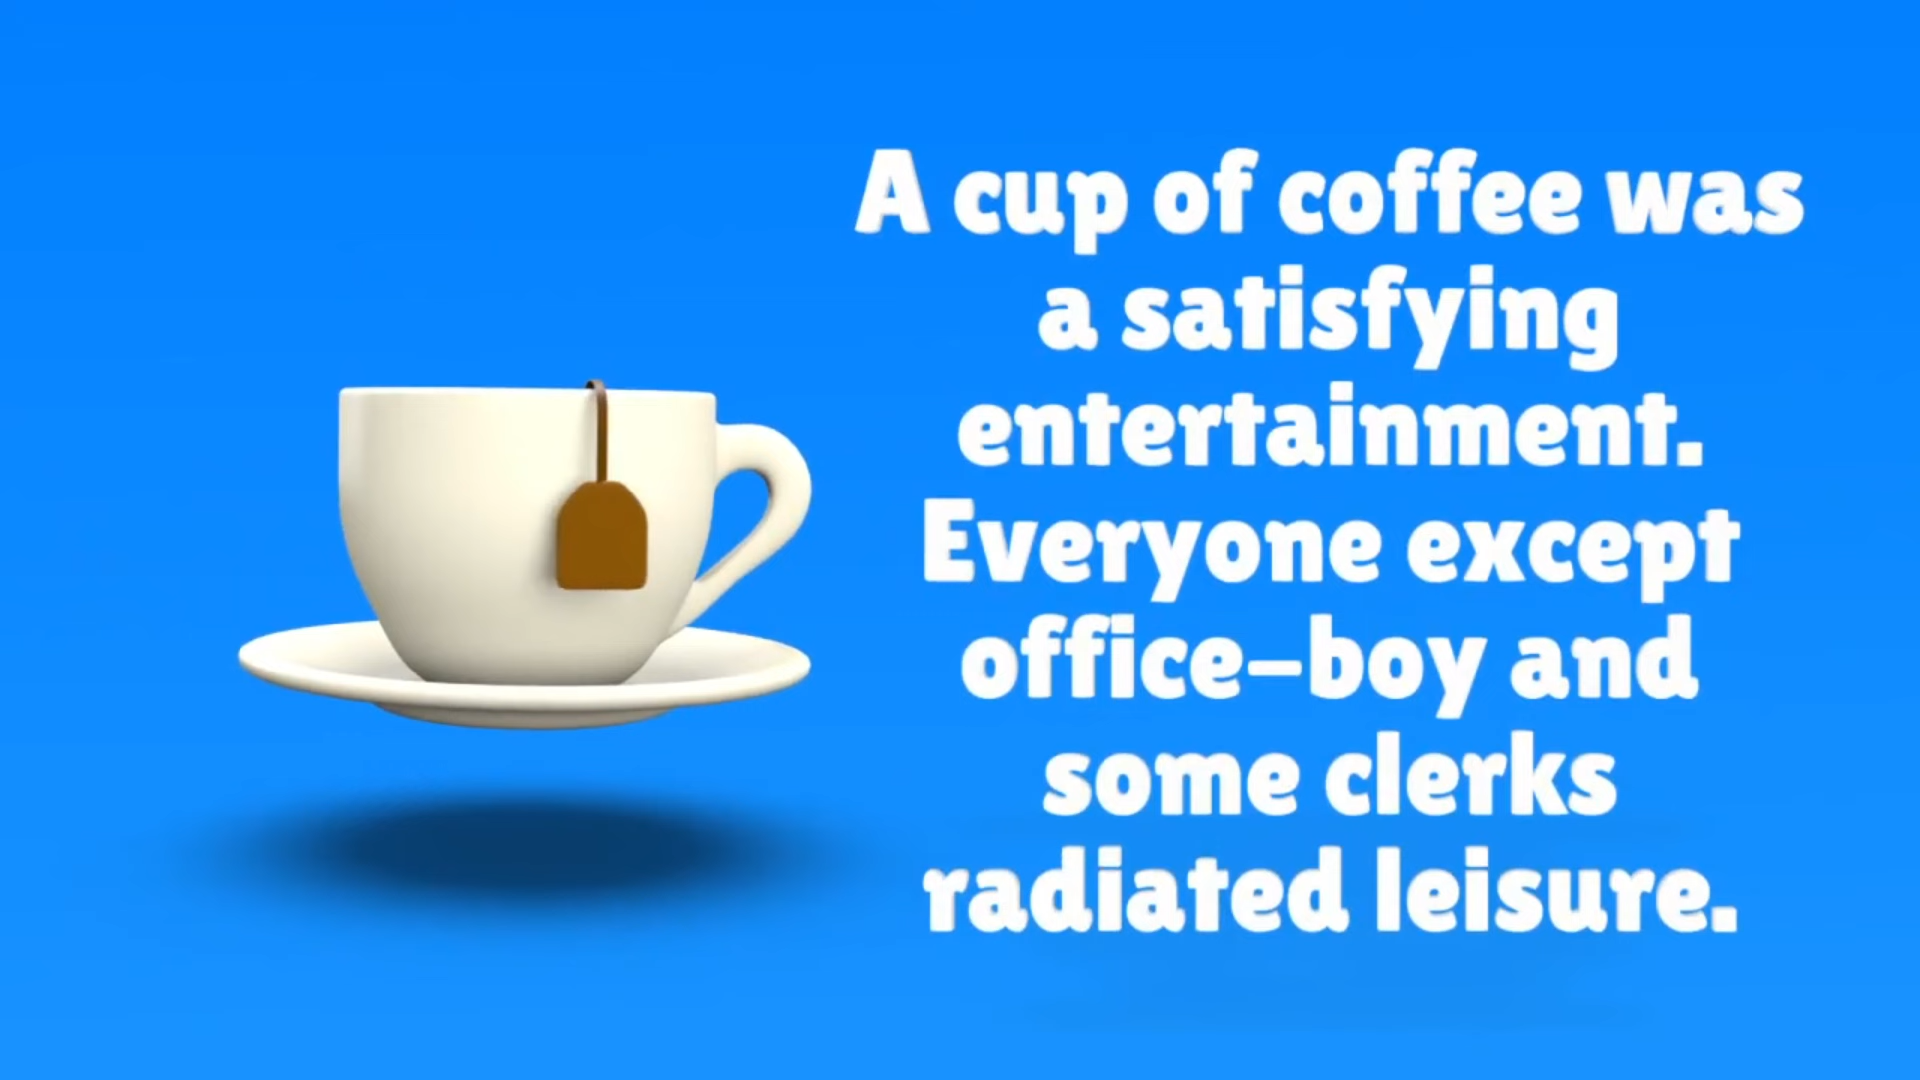 A cup of coffee was
a satisfying
entertainment.
Everyone except
office-boy and
some clerks
radiated leisure.